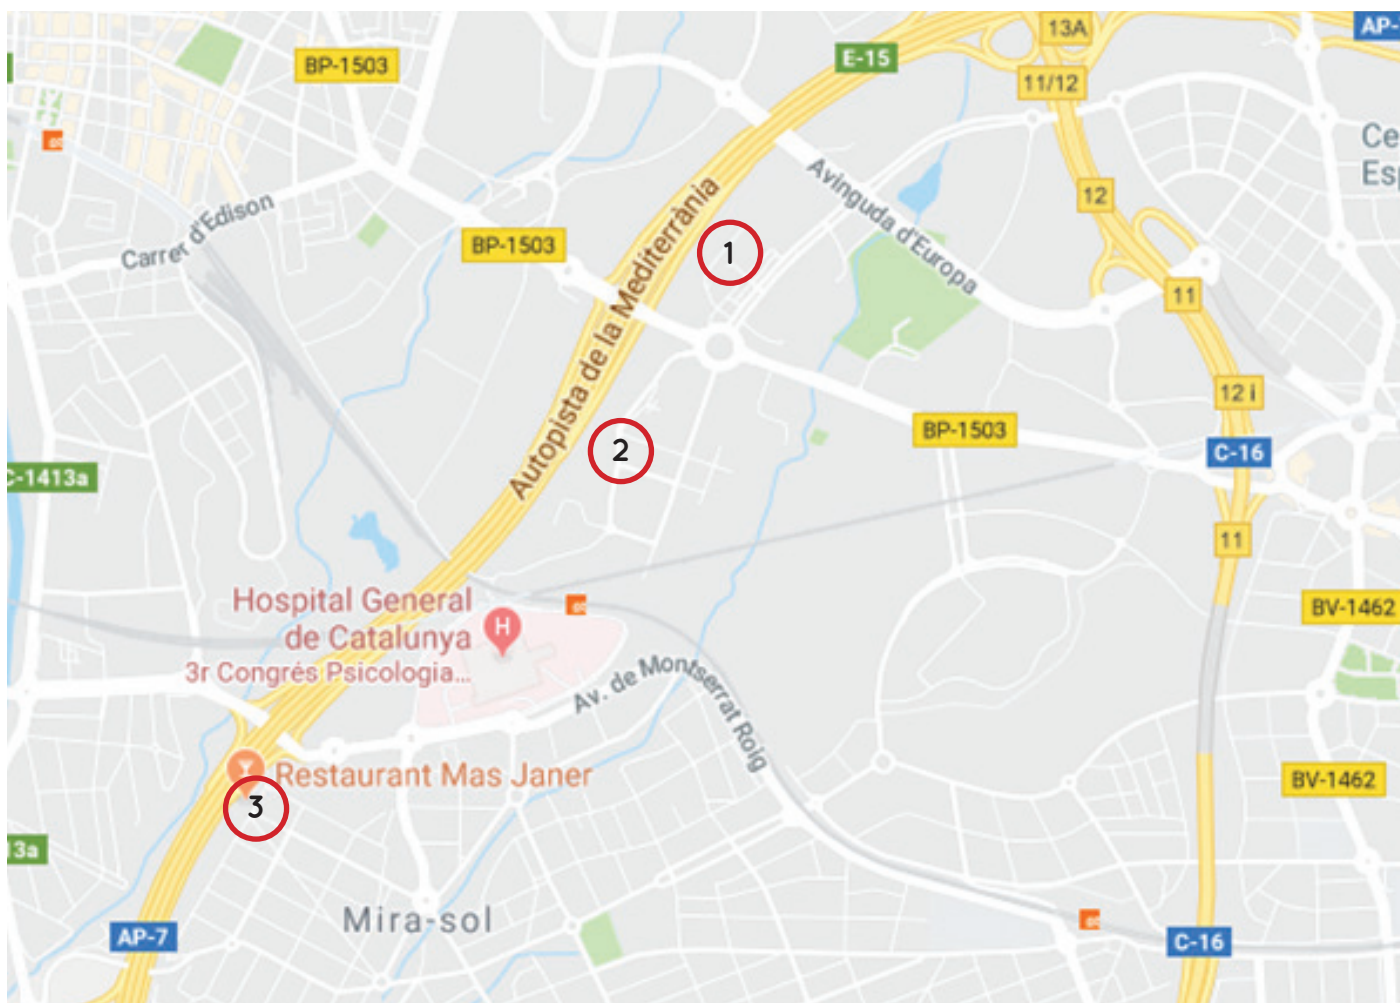 13A
AP-
E-15
BP-1503
11/12
Ce
Esp
Avinguda d'Europa
12
Carrer d'Edison
BP-1503
1
Autopista de la Mediterrània
11
12 i
BP-1503
2
C-16
C-1413a
11
Hospital General
de Catalunya
3r Congrés Psicologia...
H
BV-1462
Av. de Montserrat Roig
Restaurant Mas Janer
3
BV-1462
13a
Mira-sol
AP-7
C-16